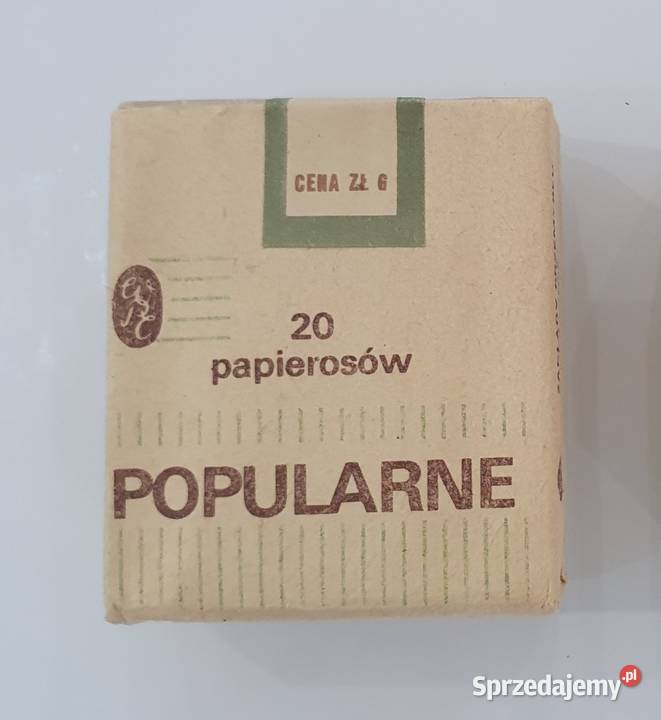 CENA ZŁ 6
20
papierosów
POPULARNE
Sprzedajemy.pl